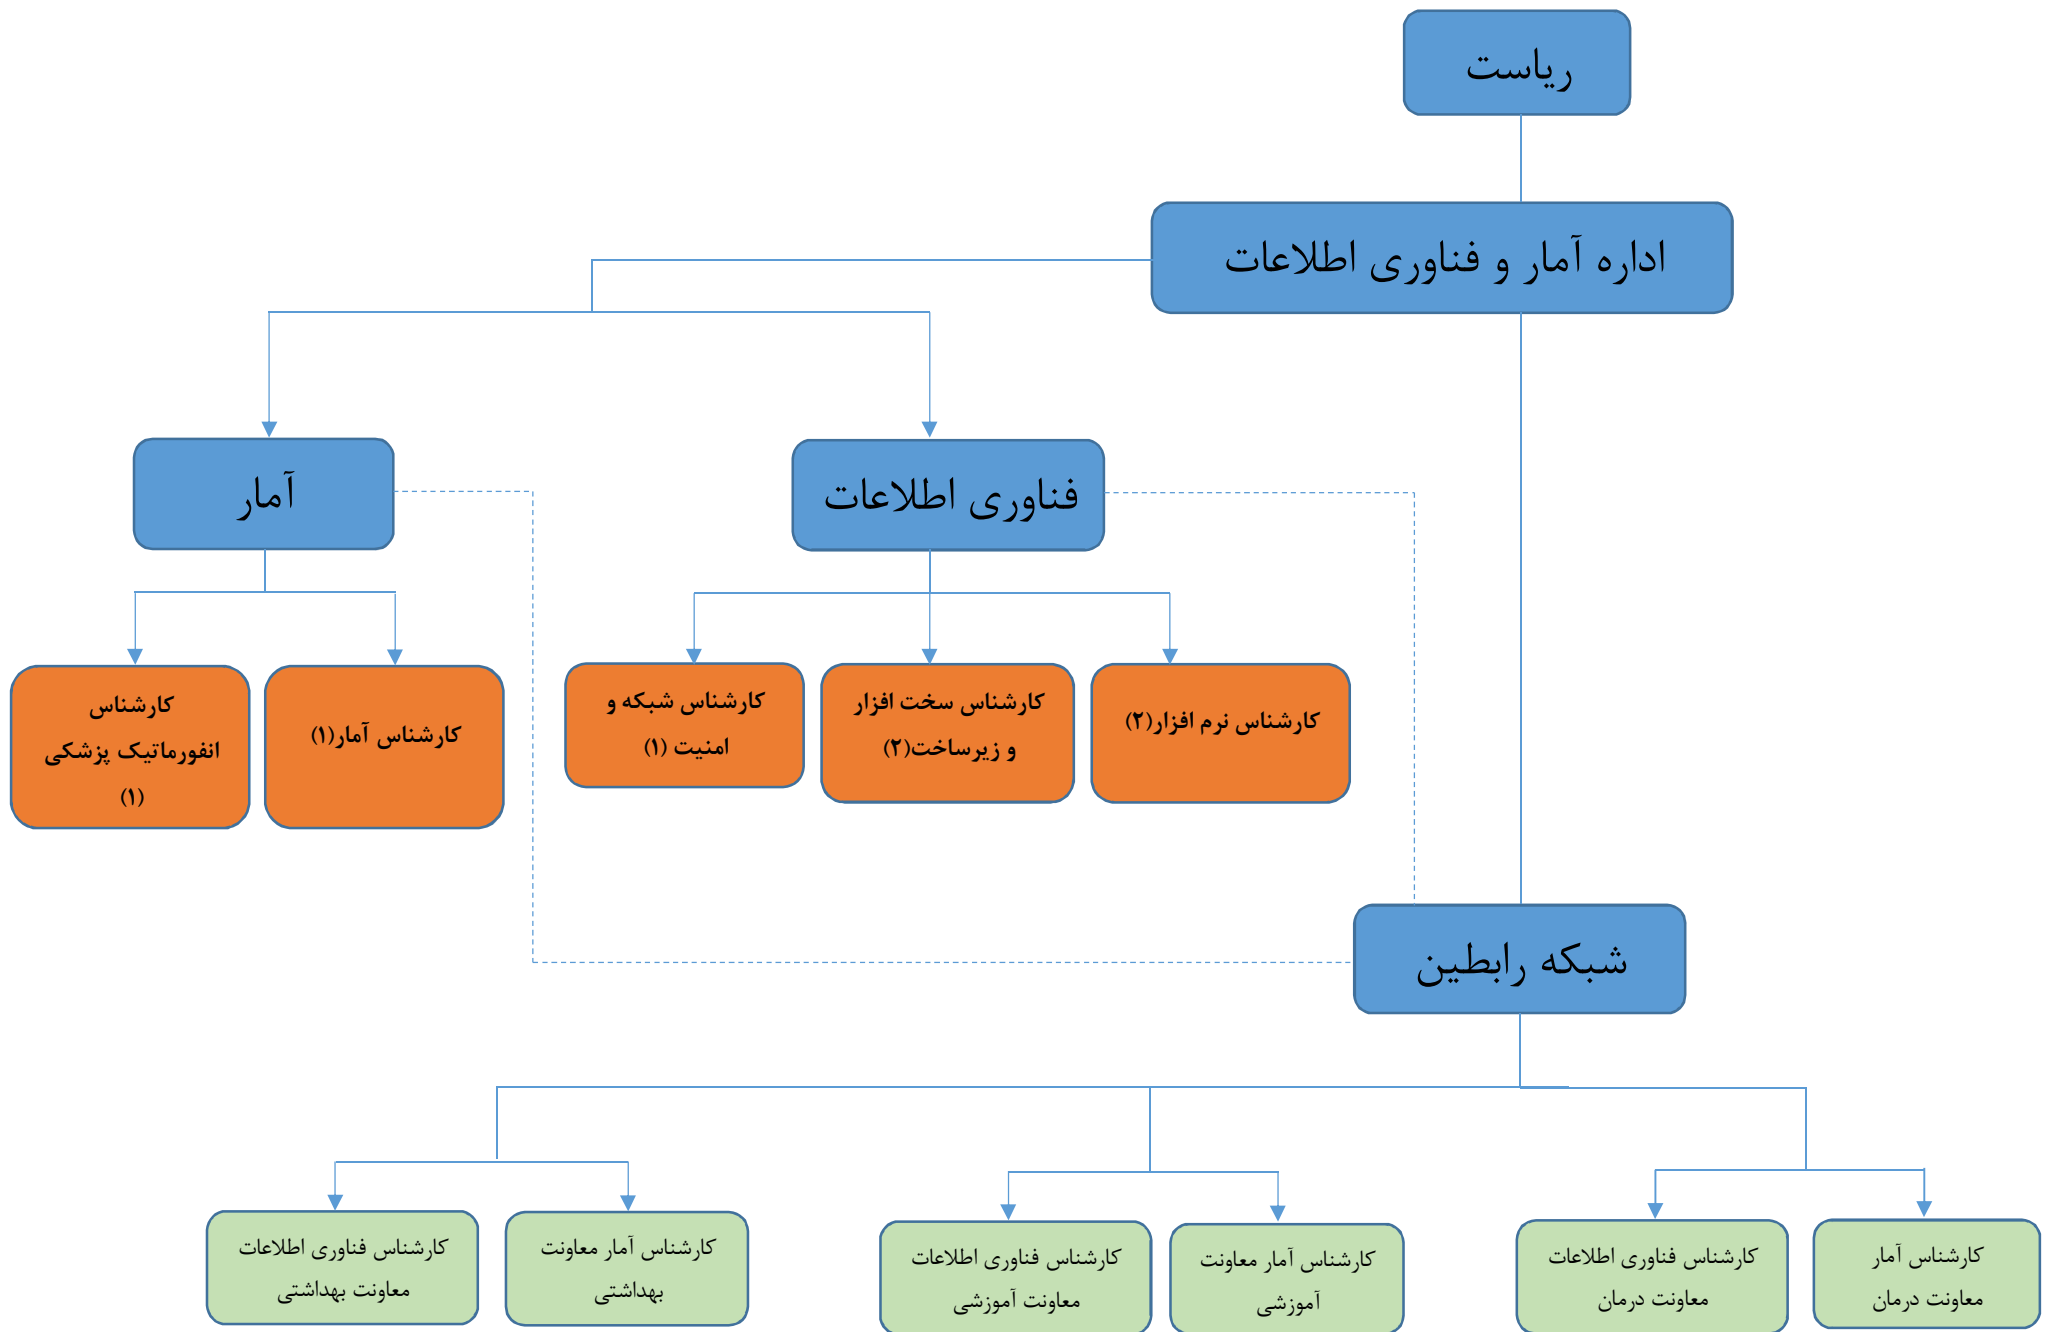 ریاست
اداره آمار و فناوری اطلاعات
فناوری اطلاعات
آمار
کارشناس نرم افزار(۲)
کارشناس سخت افزار
و زیرساخت(۲)
کارشناس شبکه و
امنیت (۱)
کارشناس آمار(۱)
کارشناس
انفورماتیک پزشکی
(۱)
شبکه رابطین
کارشناس آمار
معاونت درمان
کارشناس فناوری اطلاعات
معاونت درمان
کارشناس آمار معاونت
آموزشی
کارشناس فناوری اطلاعات
معاونت آموزشی
کارشناس آمار معاونت
بهداشتی
کارشناس فناوری اطلاعات
معاونت بهداشتی